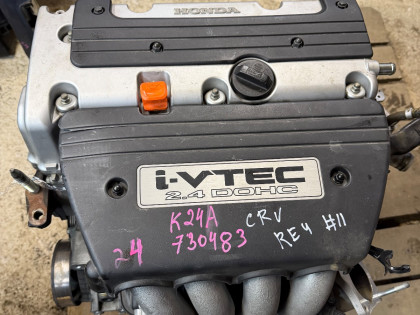 HONDA
i-VTEC
2.4 DOHC
K24A CRV
24 730483 RE4 #11